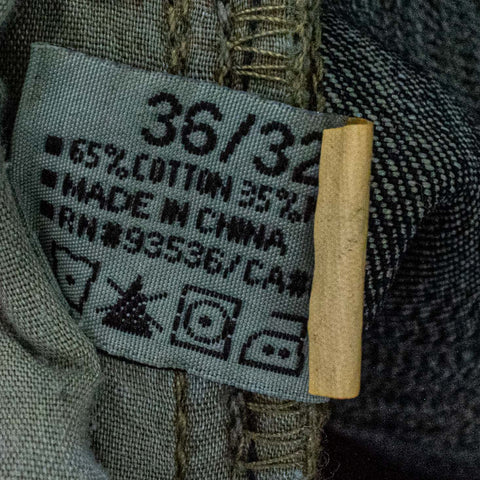 36/32
65%COTTON 35%
MADE IN CHINA
RN#93536/CA#